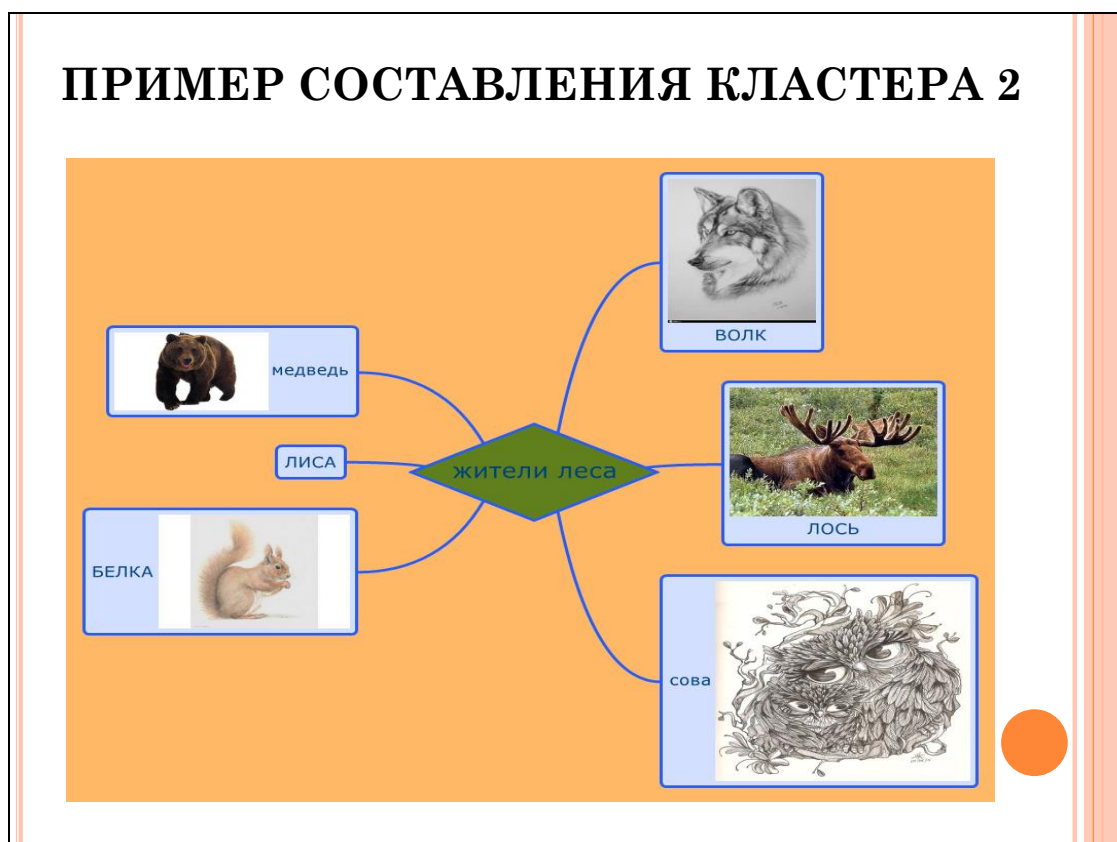 ПРИМЕР СОСТАВЛЕНИЯ КЛАСТЕРА 2
ВОЛК
медведь
ЛИСА
жители леса
ЛОСЬ
БЕЛКА
сова